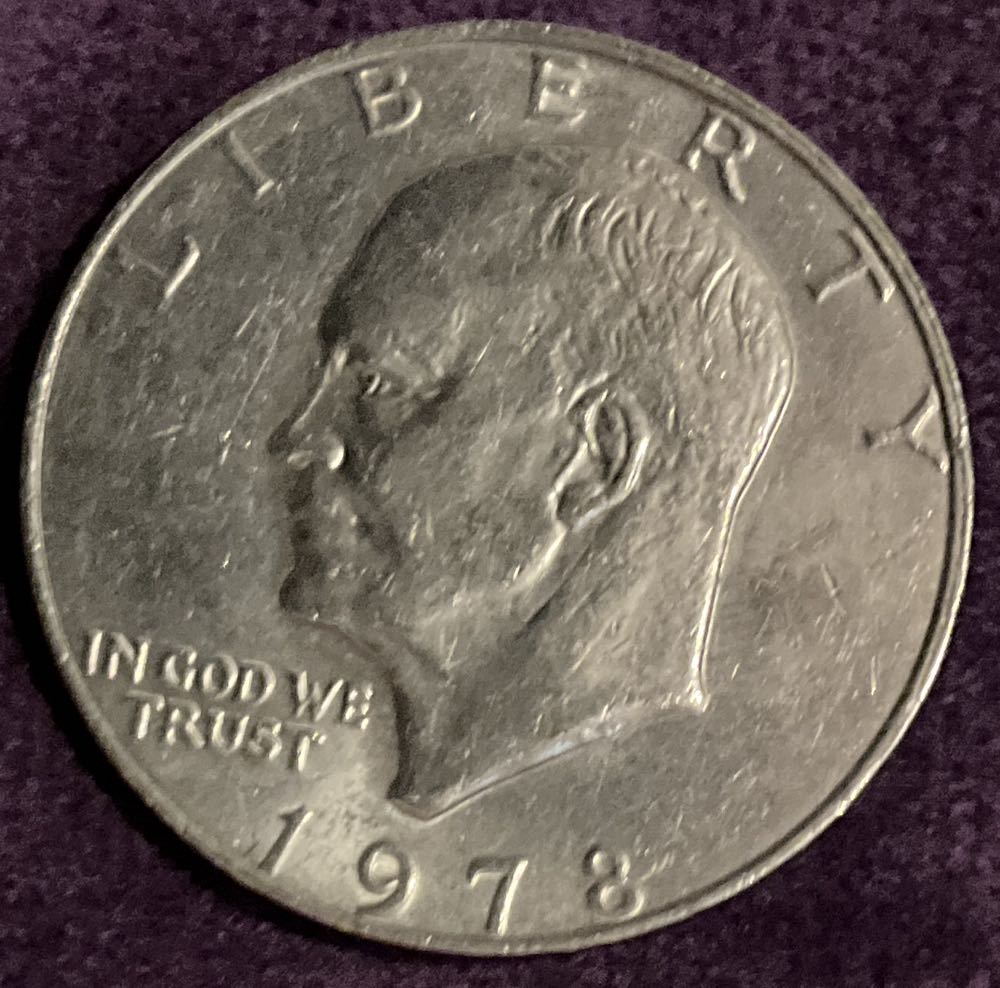 LIBERTY
IN GOD WE
TRUST
1978